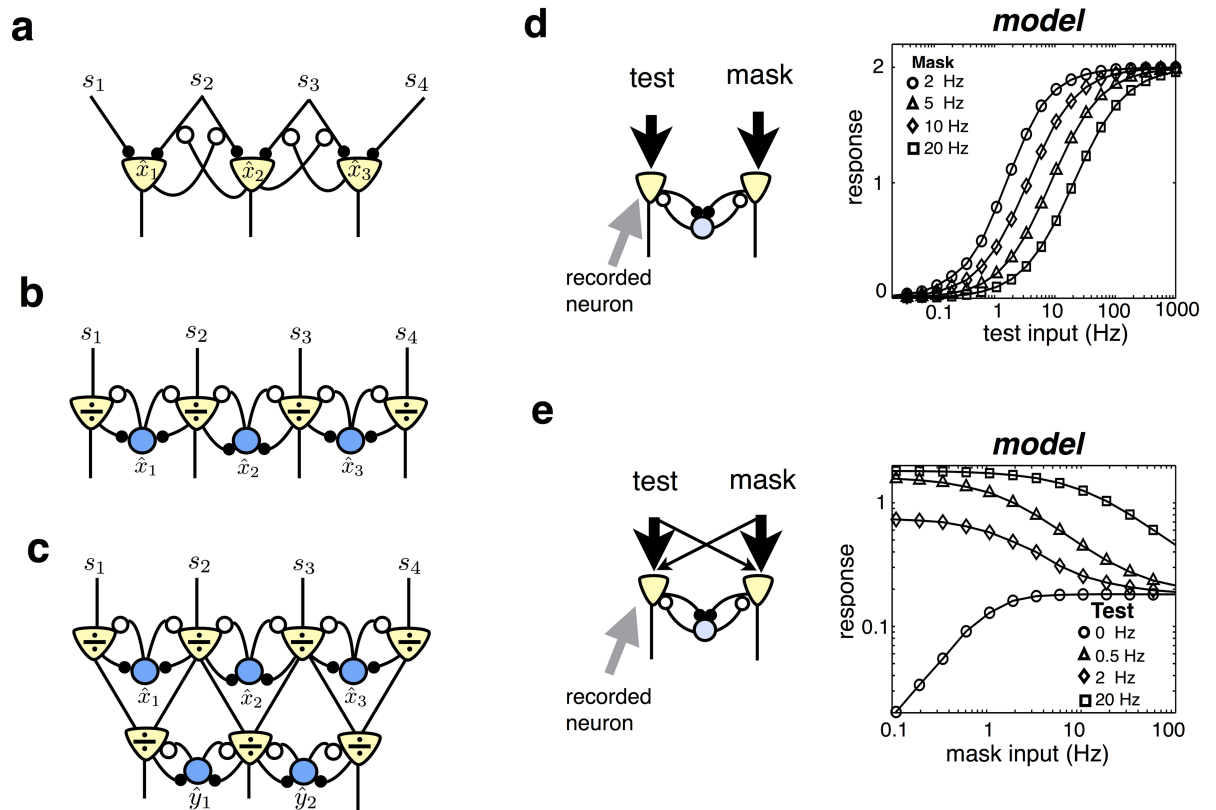 a
s1 s2 s3 s4
x̂1 x̂2 x̂3
b
s1 s2 s3 s4
÷ ÷ ÷ ÷
x̂1 x̂2 x̂3
c
s1 s2 s3 s4
÷ ÷ ÷ ÷
x̂1 x̂2 x̂3
÷ ÷ ÷
ŷ1 ŷ2
d
test mask
recorded
neuron
model
Mask
2 Hz
5 Hz
10 Hz
20 Hz
response
2
1
0
0.1 1 10 100 1000
test input (Hz)
e
test mask
recorded
neuron
model
response
1
0.1
Test
0 Hz
0.5 Hz
2 Hz
20 Hz
0.1 1 10 100
mask input (Hz)